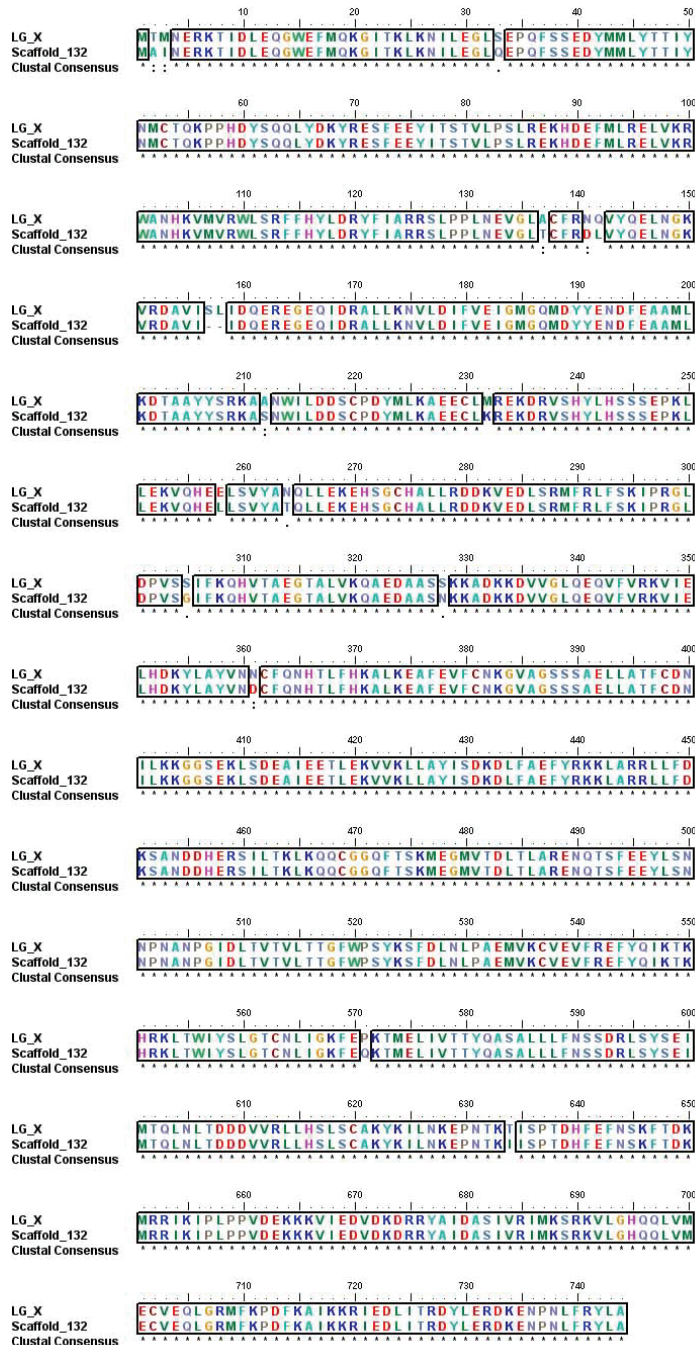 10 20 30 40 50
LG_X MTMNERKTIDLEQGWEFMQKGITKLKNILEGLSEPQFSSEDYMMLYTTIY
Scaffold_132 MAINERKTIDLEQGWEFMQKGITKLKNILEGLQEPQFSSEDYMMLYTTIY
Clustal Consensus *::*****************************.*****************
60 70 80 90 100
LG_X NMCTQKPPHDYSQQLYDKYRESFEEYITSTVLPSLREKHDEFMLRELVKR
Scaffold_132 NMCTQKPPHDYSQQLYDKYRESFEEYITSTVLPSLREKHDEFMLRELVKR
Clustal Consensus **************************************************
110 120 130 140 150
LG_X WANHKVMVRWLSRFFHYLDRYFIARRSLPPLNEVGLACFRNQVYQELNGK
Scaffold_132 WANHKVMVRWLSRFFHYLDRYFIARRSLPPLNEVGLTCFRDLVYQELNGK
Clustal Consensus ************************************:***: ********
160 170 180 190 200
LG_X VRDAVISLIDQEREGEQIDRALLKNVLDIFVEIGMGQMDYYENDFEAAML
Scaffold_132 VRDAVI--IDQEREGEQIDRALLKNVLDIFVEIGMGQMDYYENDFEAAML
Clustal Consensus ******  ******************************************
210 220 230 240 250
LG_X KDTAAYYSRKAANWILDDSCPDYMLKAEECLMREKDRVSHYLHSSSEPKL
Scaffold_132 KDTAAYYSRKASNWILDDSCPDYMLKAEECLKREKDRVSHYLHSSSEPKL
Clustal Consensus ***********:******************* ******************
260 270 280 290 300
LG_X LEKVQHEELSVYANQLLEKEHSGCHALLRDDKVEDLSRMFRLFSKIPRGL
Scaffold_132 LEKVQHELLSVYATQLLEKEHSGCHALLRDDKVEDLSRMFRLFSKIPRGL
Clustal Consensus ******* *****.************************************
310 320 330 340 350
LG_X DPVSSIFKQHVTAEGTALVKQAEDAASSKKADKKDVVGLQEQVFVRKVIE
Scaffold_132 DPVSGIFKQHVTAEGTALVKQAEDAASNKKADKKDVVGLQEQVFVRKVIE
Clustal Consensus ****.**********************.**********************
360 370 380 390 400
LG_X LHDKYLAYVNNCFQNHTLFHKALKEAFEVFCNKGVAGSSSAELLATFCDN
Scaffold_132 LHDKYLAYVNDCFQNHTLFHKALKEAFEVFCNKGVAGSSSAELLATFCDN
Clustal Consensus **********:***************************************
410 420 430 440 450
LG_X ILKKGGSEKLSDEAIEETLEKVVKLLAYISDKDLFAEFYRKKLARRLLFD
Scaffold_132 ILKKGGSEKLSDEAIEETLEKVVKLLAYISDKDLFAEFYRKKLARRLLFD
Clustal Consensus **************************************************
460 470 480 490 500
LG_X KSANDDHERSILTKLKQQCGGQFTSKMEGMVTDLTLARENQTSFEEYLSN
Scaffold_132 KSANDDHERSILTKLKQQCGGQFTSKMEGMVTDLTLARENQTSFEEYLSN
Clustal Consensus **************************************************
510 520 530 540 550
LG_X NPNANPGIDLTVTVLTTGFWPSYKSFDLNLPAEMVKCVEVFREFYQIKTK
Scaffold_132 NPNANPGIDLTVTVLTTGFWPSYKSFDLNLPAEMVKCVEVFREFYQIKTK
Clustal Consensus **************************************************
560 570 580 590 600
LG_X HRKLTWIYSLGTCNLIGKFEPKTMELIVTTYQASALLLFNSSDRLSYSEI
Scaffold_132 HRKLTWIYSLGTCNLIGKFEQKTMELIVTTYQASALLLFNSSDRLSYSEI
Clustal Consensus ******************** *****************************
610 620 630 640 650
LG_X MTQLNLTDDDVVRLLHSLSCAKYKILNKEPNTKTISPTDHFEFNSKFTDK
Scaffold_132 MTQLNLTDDDVVRLLHSLSCAKYKILNKEPNTKIISPTDHFEFNSKFTDK
Clustal Consensus ********************************* ****************
660 670 680 690 700
LG_X MRRIKIPLPPVDEKKKVIEDVDKDRRYAIDASIVRIMKSRKVLGHQQLVM
Scaffold_132 MRRIKIPLPPVDEKKKVIEDVDKDRRYAIDASIVRIMKSRKVLGHQQLVM
Clustal Consensus **************************************************
710 720 730 740
LG_X ECVEQLGRMFKPDFKAIKKRIEDLITRDYLERDKENPNLFRYLA
Scaffold_132 ECVEQLGRMFKPDFKAIKKRIEDLITRDYLERDKENPNLFRYLA
Clustal Consensus ********************************************